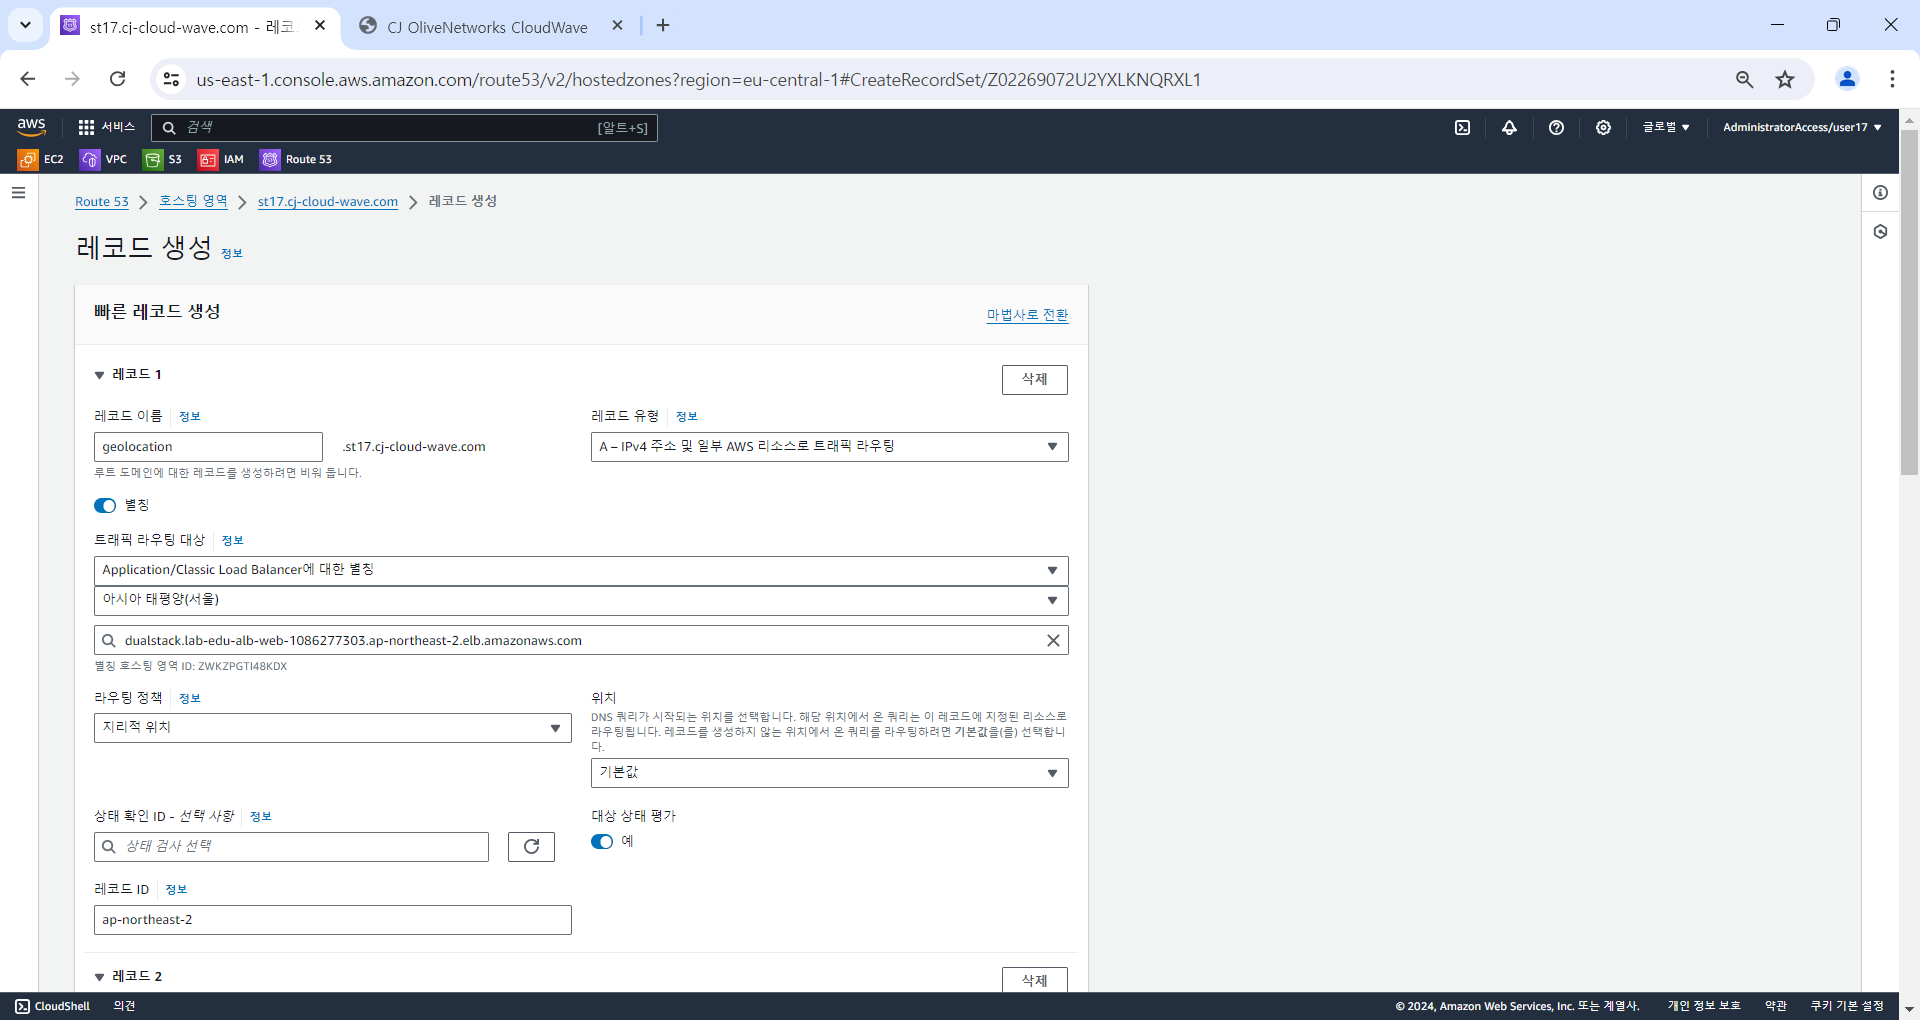 st17.cj-cloud-wave.com - 레코
CJ OliveNetworks CloudWave
us-east-1.console.aws.amazon.com/route53/v2/hostedzones?region=eu-central-1#CreateRecordSet/Z02269072U2YXLKNQRXL1
aws
서비스
검색
[알트+S]
글로벌
AdministratorAccess/user17
EC2
VPC
S3
IAM
Route 53
Route 53
호스팅 영역
st17.cj-cloud-wave.com
레코드 생성
레코드 생성 정보
빠른 레코드 생성
마법사로 전환
레코드 1
삭제
레코드 이름 정보
geolocation
.st17.cj-cloud-wave.com
루트 도메인에 대한 레코드를 생성하려면 비워 둡니다.
레코드 유형 정보
A – IPv4 주소 및 일부 AWS 리소스로 트래픽 라우팅
별칭
트래픽 라우팅 대상 정보
Application/Classic Load Balancer에 대한 별칭
아시아 태평양(서울)
dualstack.lab-edu-alb-web-1086277303.ap-northeast-2.elb.amazonaws.com
별칭 호스팅 영역 ID: ZWKZPGTI48KDX
라우팅 정책 정보
지리적 위치
위치
DNS 쿼리가 시작되는 위치를 선택합니다. 해당 위치에서 온 쿼리는 이 레코드에 지정된 리소스로
라우팅됩니다. 레코드를 생성하지 않는 위치에서 온 쿼리를 라우팅하려면 기본값을(를) 선택합니
다.
기본값
상태 확인 ID - 선택 사항 정보
상태 검사 선택
대상 상태 평가
예
레코드 ID 정보
ap-northeast-2
레코드 2
삭제
CloudShell
의견
© 2024, Amazon Web Services, Inc. 또는 계열사.
개인 정보 보호
약관
쿠키 기본 설정